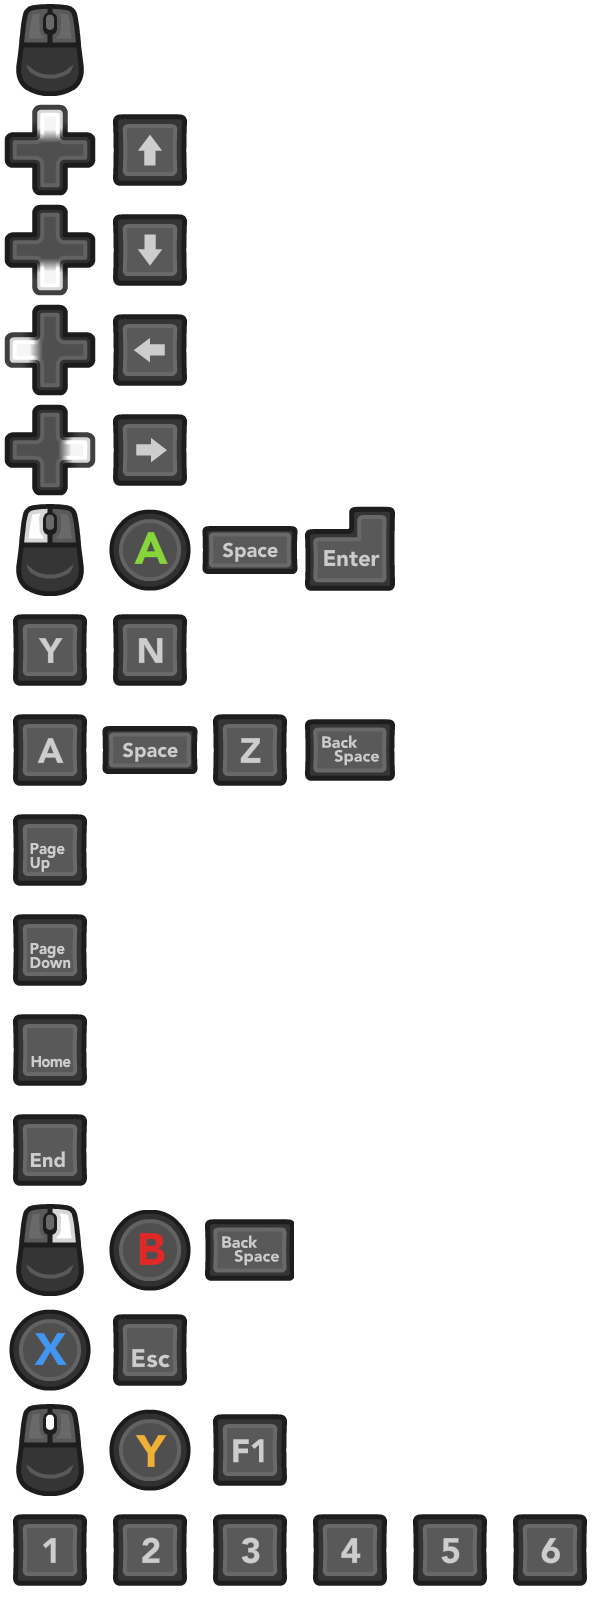 A Space Enter
Y N
A Space Z Back Space
Page Up
Page Down
Home
End
B Back Space
X Esc
Y F1
1 2 3 4 5 6